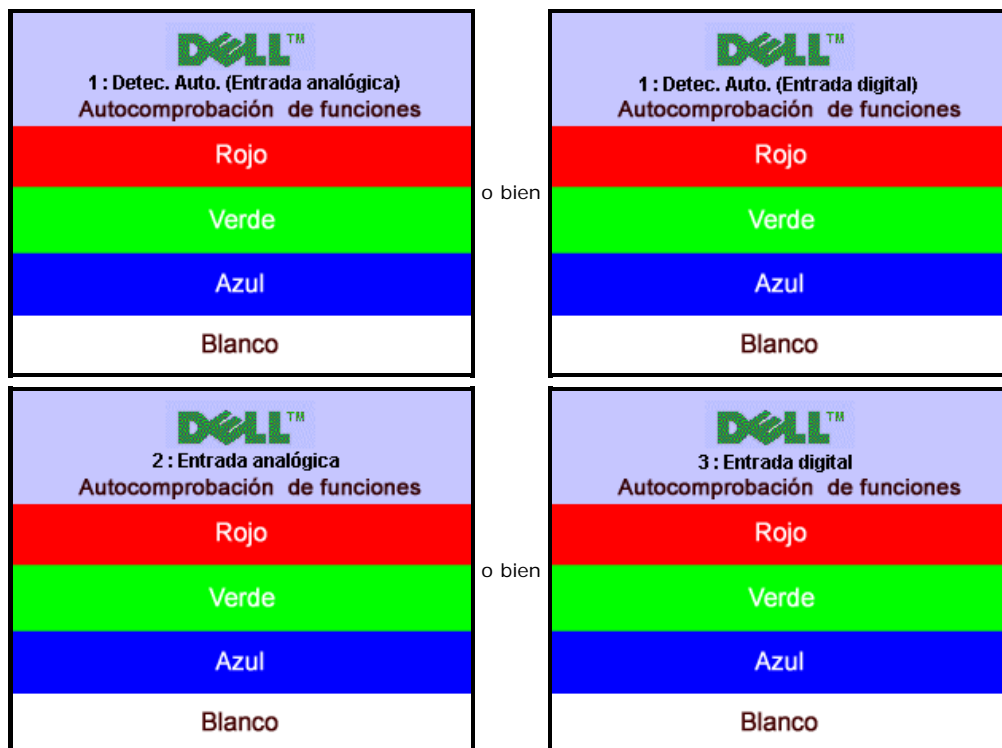 DELL™
1 : Detec. Auto. (Entrada analógica)
Autocomprobación de funciones
Rojo
Verde
Azul
Blanco
o bien
DELL™
1 : Detec. Auto. (Entrada digital)
Autocomprobación de funciones
Rojo
Verde
Azul
Blanco
DELL™
2 : Entrada analógica
Autocomprobación de funciones
Rojo
Verde
Azul
Blanco
o bien
DELL™
3 : Entrada digital
Autocomprobación de funciones
Rojo
Verde
Azul
Blanco